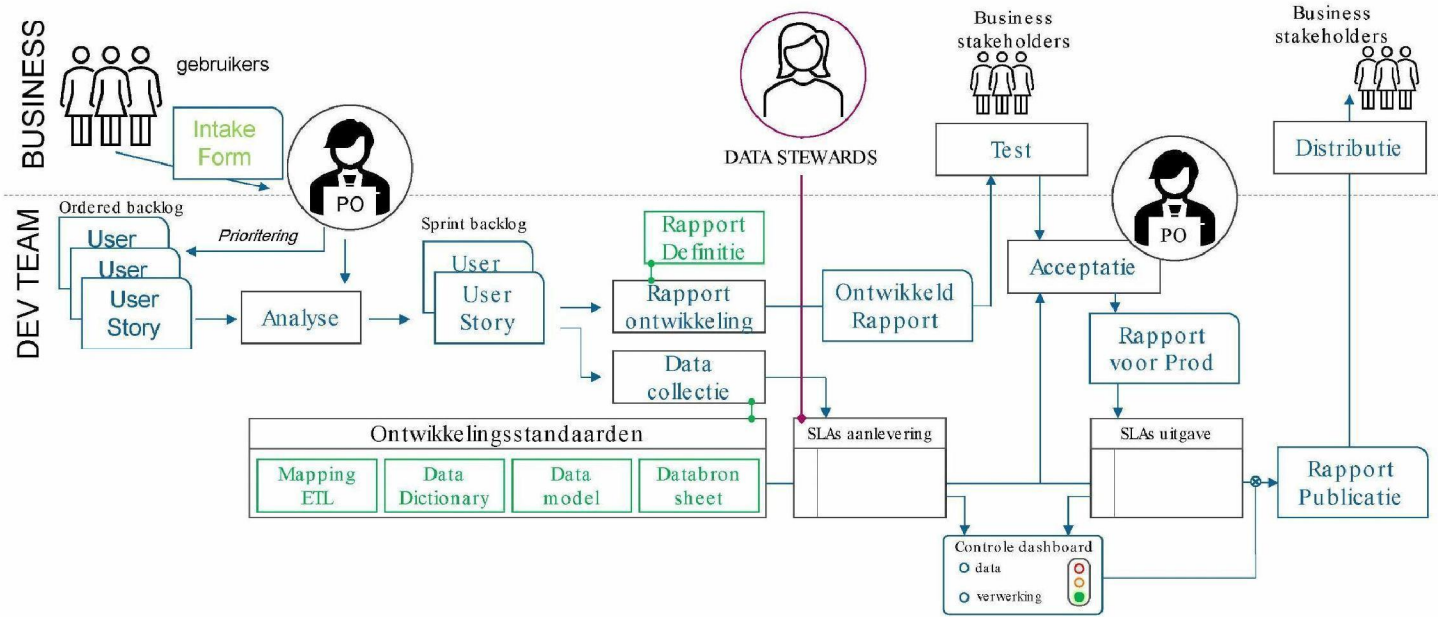 BUSINESS
gebruikers
Intake
Form
PO
DATA STEWARDS
Business
stakeholders
Test
PO
Business
stakeholders
Distributie
DEV TEAM
Ordered backlog
User
User
User
Story
Prioritering
Analyse
Sprint backlog
User
User
Story
Rapport
Definitie
Rapport
ontwikkeling
Data
collectie
Ontwikkeld
Rapport
Acceptatie
Rapport
voor Prod
Ontwikkelingsstandaarden
Mapping
ETL
Data
Dictionary
Data
model
Databron
sheet
SLAs aanlevering
SLAs uitgave
Rapport
Publicatie
Controle dashboard
data
verwerking